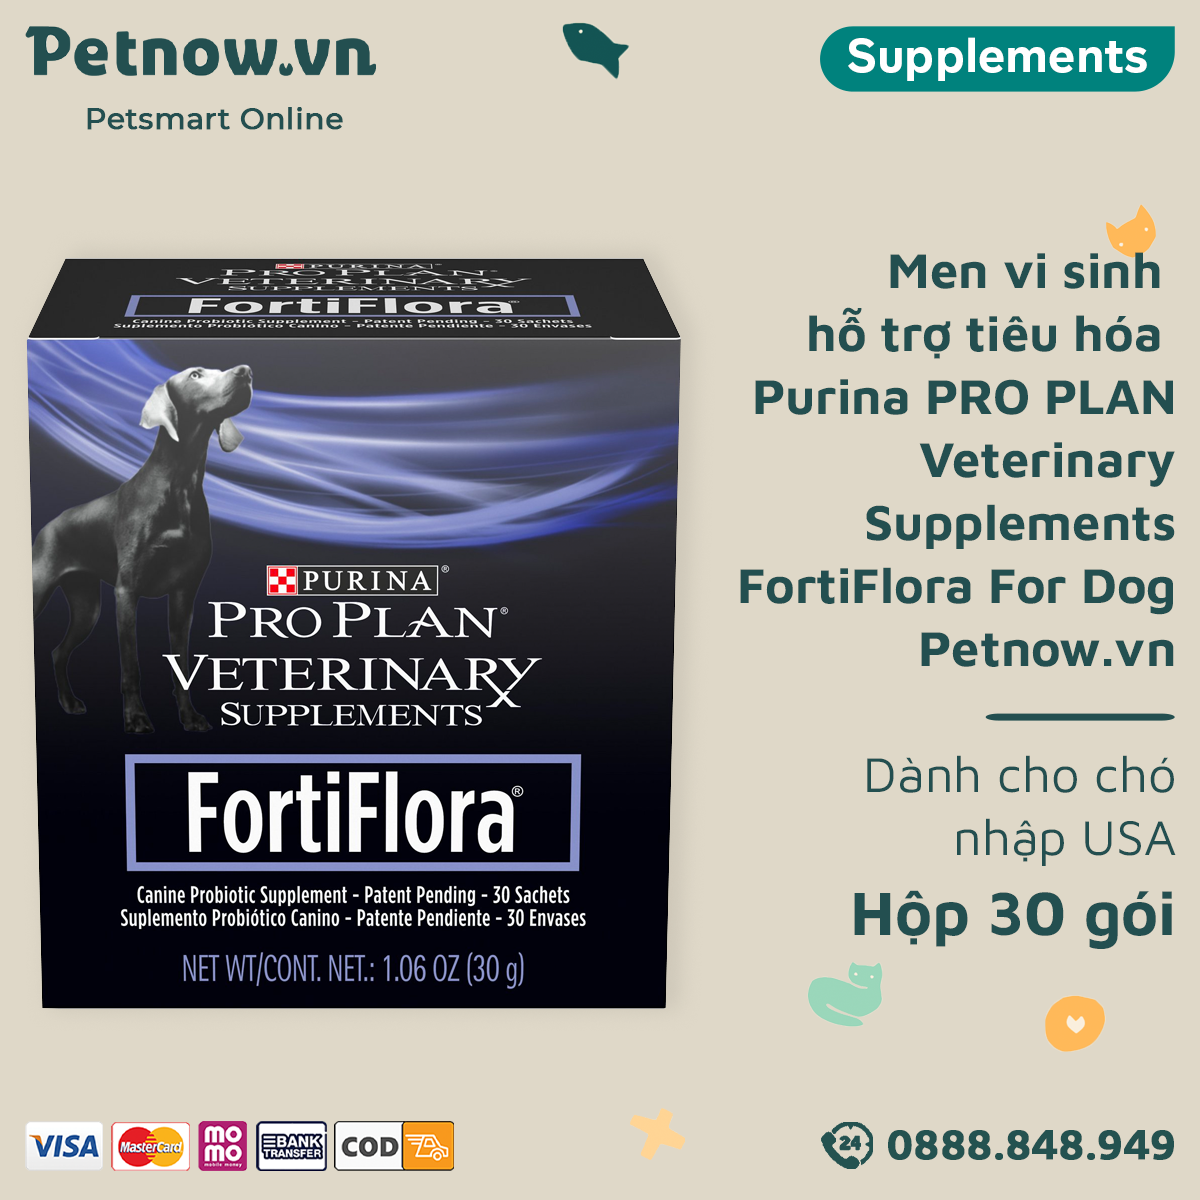 Petnow.vn
Petsmart Online
Supplements
PURINA®
PRO PLAN®
VETERINARY
SUPPLEMENTS
FortiFlora®
Canine Probiotic Supplement - Patent Pending - 30 Sachets
Suplemento Probiótico Canino - Patente Pendiente - 30 Envases
PURINA®
PRO PLAN®
VETERINARY
SUPPLEMENTS
FortiFlora®
Canine Probiotic Supplement - Patent Pending - 30 Sachets
Suplemento Probiótico Canino - Patente Pendiente - 30 Envases
NET WT/CONT. NET.: 1.06 OZ (30 g)
Men vi sinh
hỗ trợ tiêu hóa
Purina PRO PLAN
Veterinary
Supplements
FortiFlora For Dog
Petnow.vn
Dành cho chó
nhập USA
Hộp 30 gói
VISA
MasterCard
mo
mo
mobile money
BANK
TRANSFER
COD
24
0888.848.949